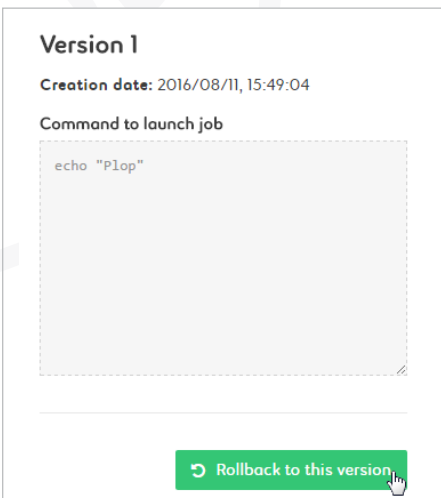 Version 1
Creation date: 2016/08/11, 15:49:04
Command to launch job
echo "Plop"
Rollback to this version